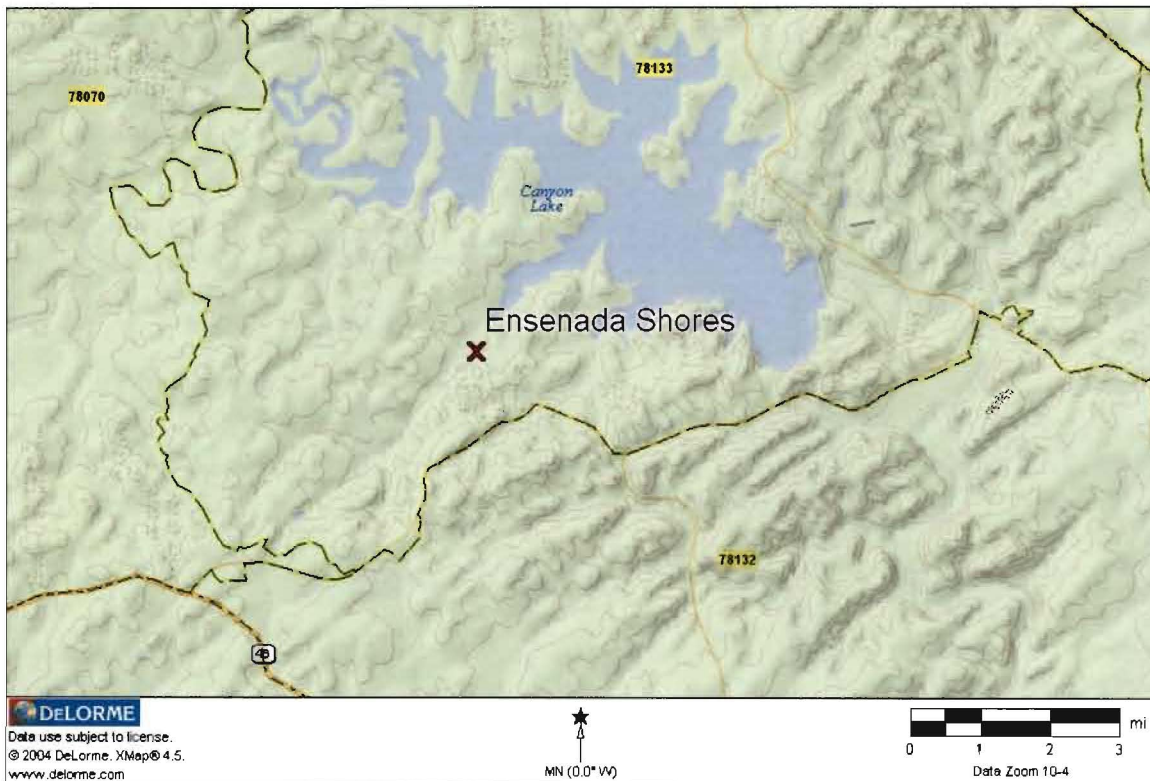 78133
78070
Canyon
Lake
Ensenada Shores
78132
46
DELORME
Data use subject to license.
© 2004 DeLorme. XMap® 4.5.
www.delorme.com
MN (0.0° W)
mi
0 1 2 3
Data Zoom 10-4